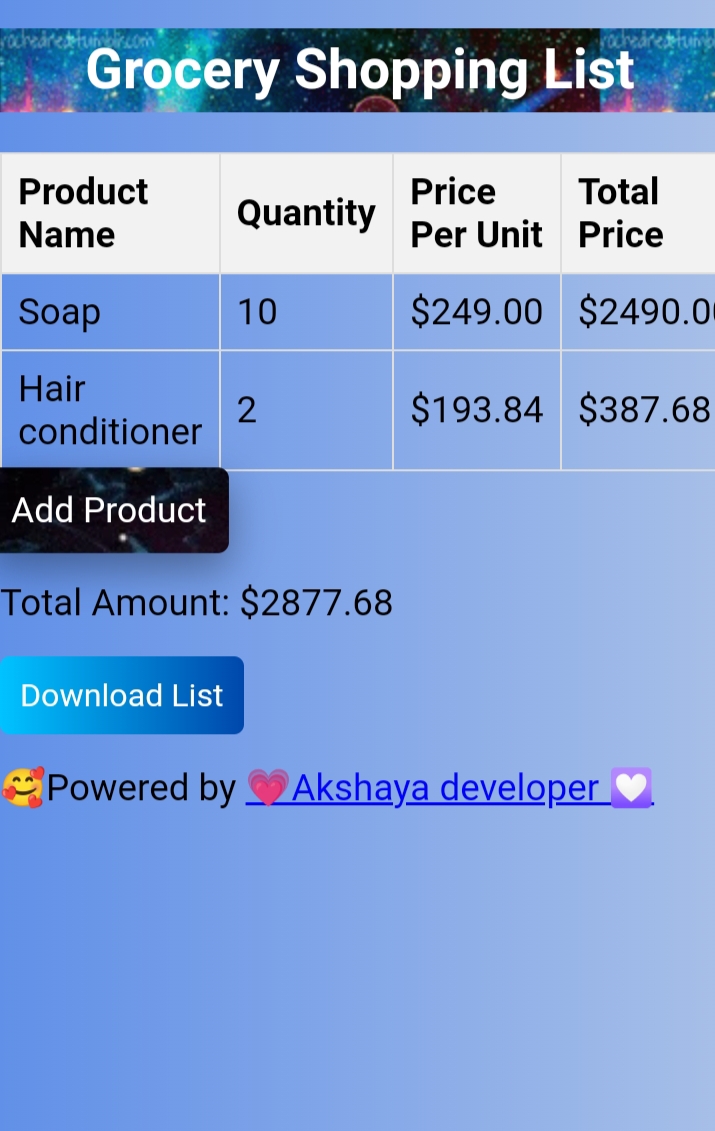 Grocery Shopping List
Product Name
Quantity
Price Per Unit
Total Price
Soap
10
$249.00
$2490.0
Hair conditioner
2
$193.84
$387.68
Add Product
Total Amount: $2877.68
Download List
🥰Powered by 💗Akshaya developer 💟